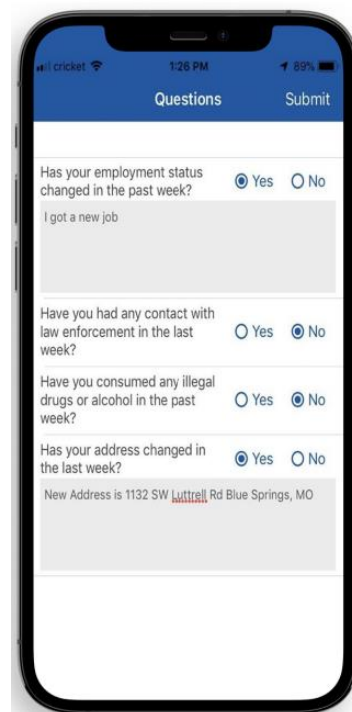 cricket 1:26 PM 89%
Questions Submit
Has your employment status
changed in the past week?
Yes No
I got a new job
Have you had any contact with
law enforcement in the last
week?
Yes No
Have you consumed any illegal
drugs or alcohol in the past
week?
Yes No
Has your address changed in
the last week?
Yes No
New Address is 1132 SW Luttrell Rd Blue Springs, MO